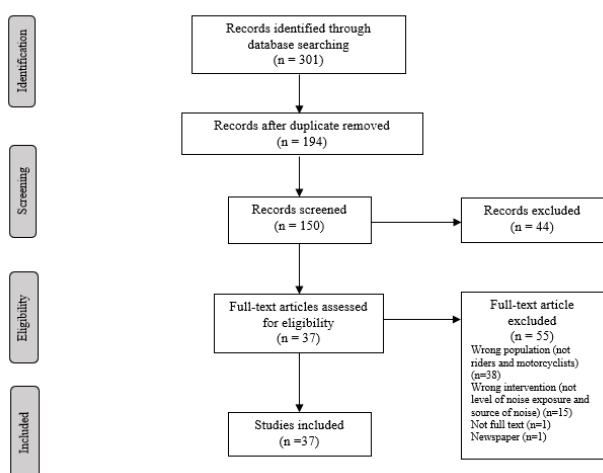 Identification
Records identified through
database searching
(n = 301)
Records after duplicate removed
(n = 194)
Screening
Records screened
(n = 150)
Records excluded
(n = 44)
Eligibility
Full-text articles assessed
for eligibility
(n = 37)
Full-text article
excluded
(n = 55)
Wrong population (not
riders and motorcyclists)
(n=38)
Wrong intervention (not
level of noise exposure and
source of noise) (n=15)
Not full text (n=1)
Newspaper (n=1)
Included
Studies included
(n =37)